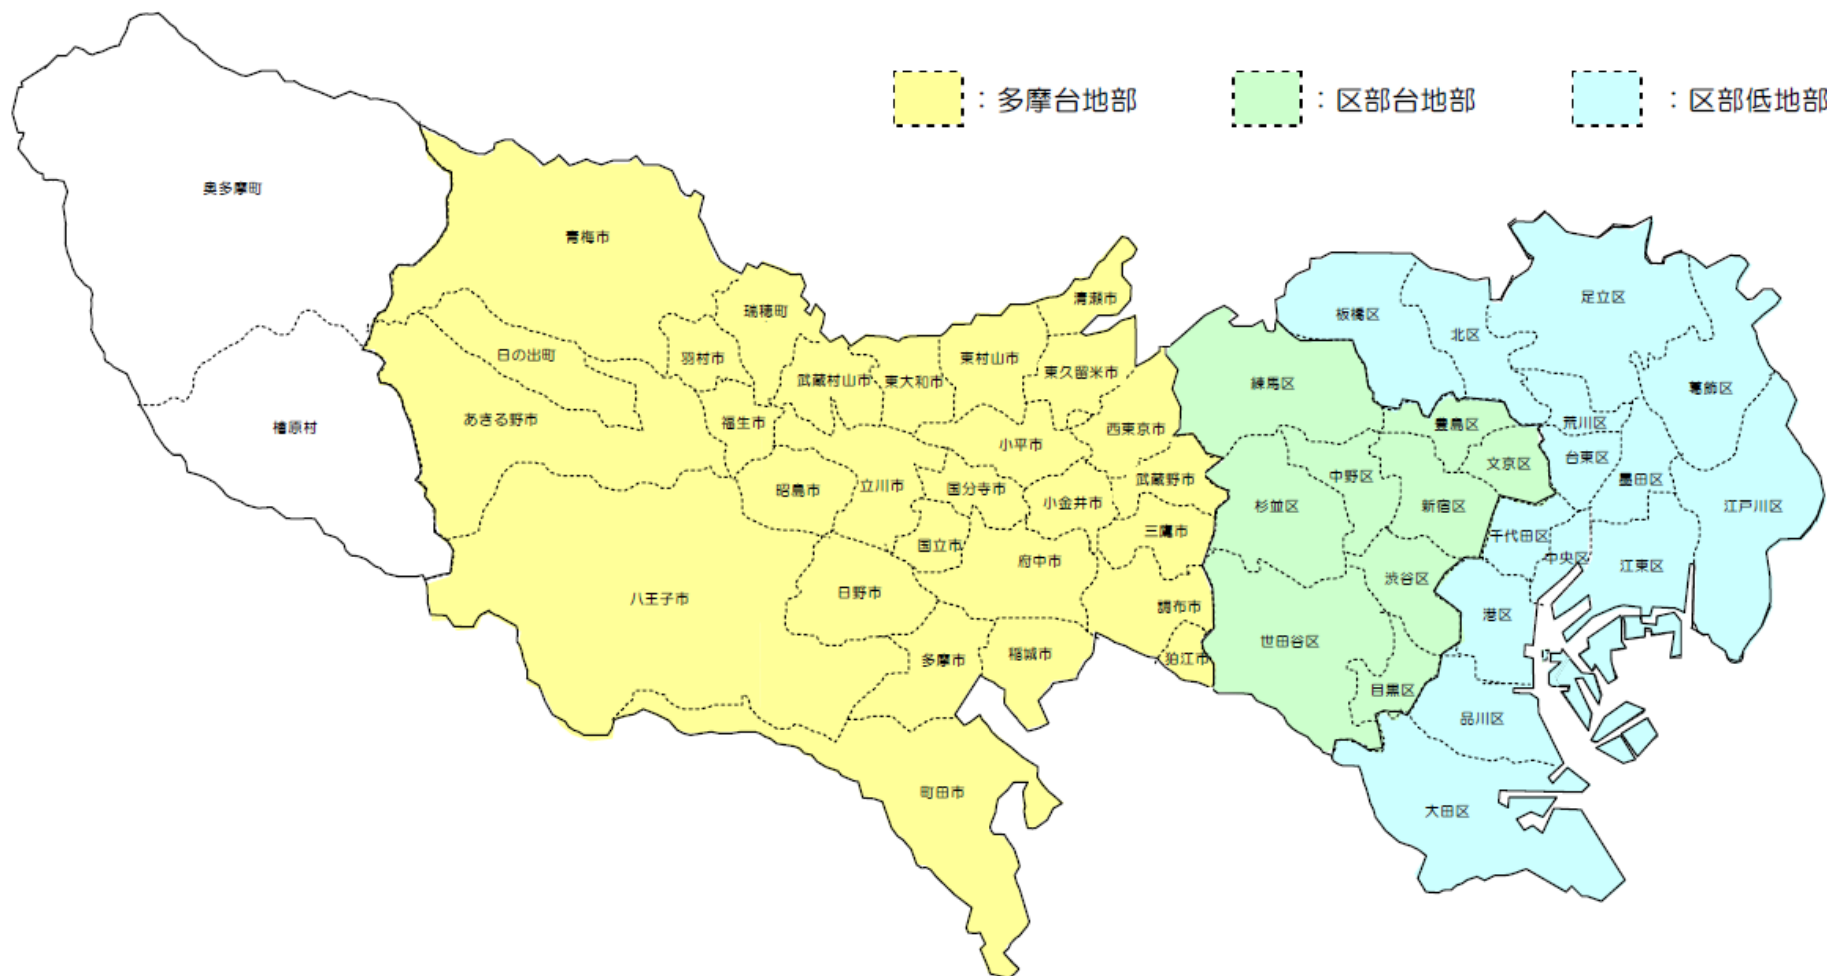 ：多摩台地部
：区部台地部
：区部低地部
奥多摩町
檜原村
青梅市
瑞穂町
日の出町
羽村市
あきる野市
福生市
武蔵村山市
東大和市
東村山市
清瀬市
東久留米市
西東京市
小平市
武蔵野市
昭島市
立川市
国分寺市
小金井市
三鷹市
国立市
府中市
八王子市
日野市
調布市
多摩市
稲城市
狛江市
町田市
練馬区
豊島区
文京区
中野区
杉並区
新宿区
渋谷区
世田谷区
目黒区
板橋区
北区
足立区
葛飾区
荒川区
台東区
墨田区
江戸川区
千代田区
中央区
江東区
港区
品川区
大田区